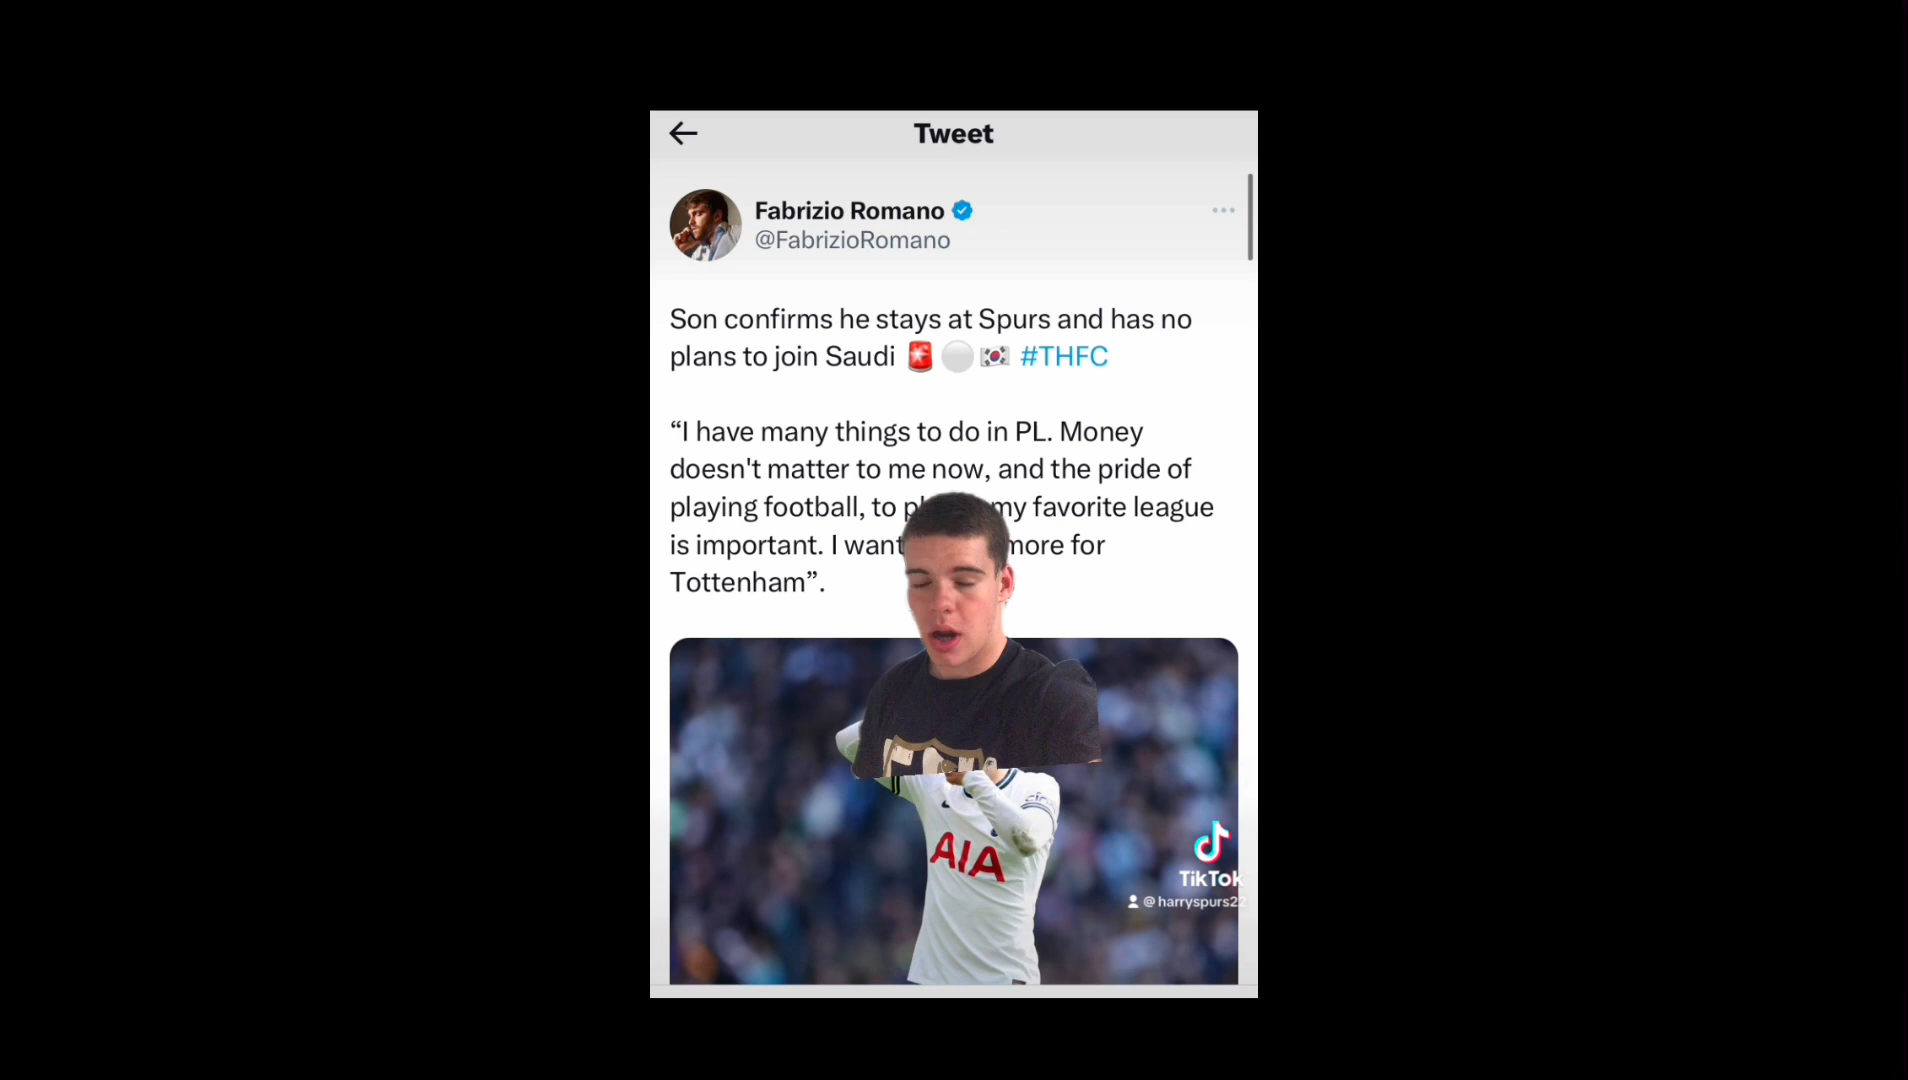 Tweet
Fabrizio Romano
@FabrizioRomano
Son confirms he stays at Spurs and has no
plans to join Saudi 🚨⚪🇰🇷 #THFC
“I have many things to do in PL. Money
doesn't matter to me now, and the pride of
playing football, to my favorite league
is important. I want more for
Tottenham”.
AIA
TikTok
@harryspurs22